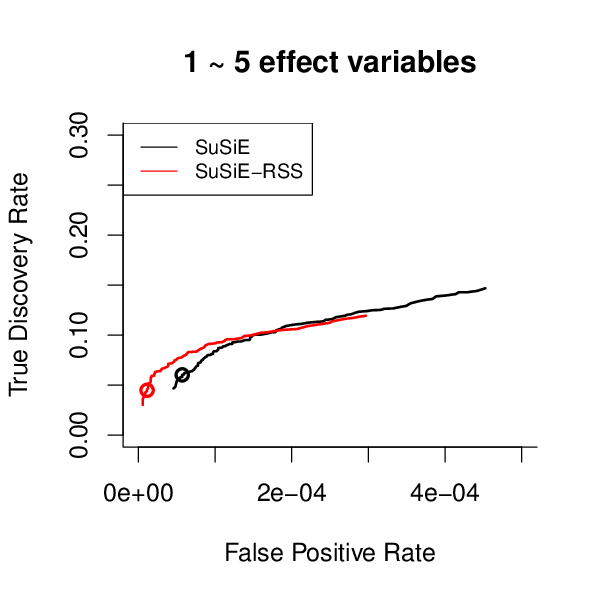 1 ~ 5 effect variables
SuSiE
SuSiE−RSS
True Discovery Rate
0.30
0.20
0.10
0.00
0e+00 2e−04 4e−04
False Positive Rate